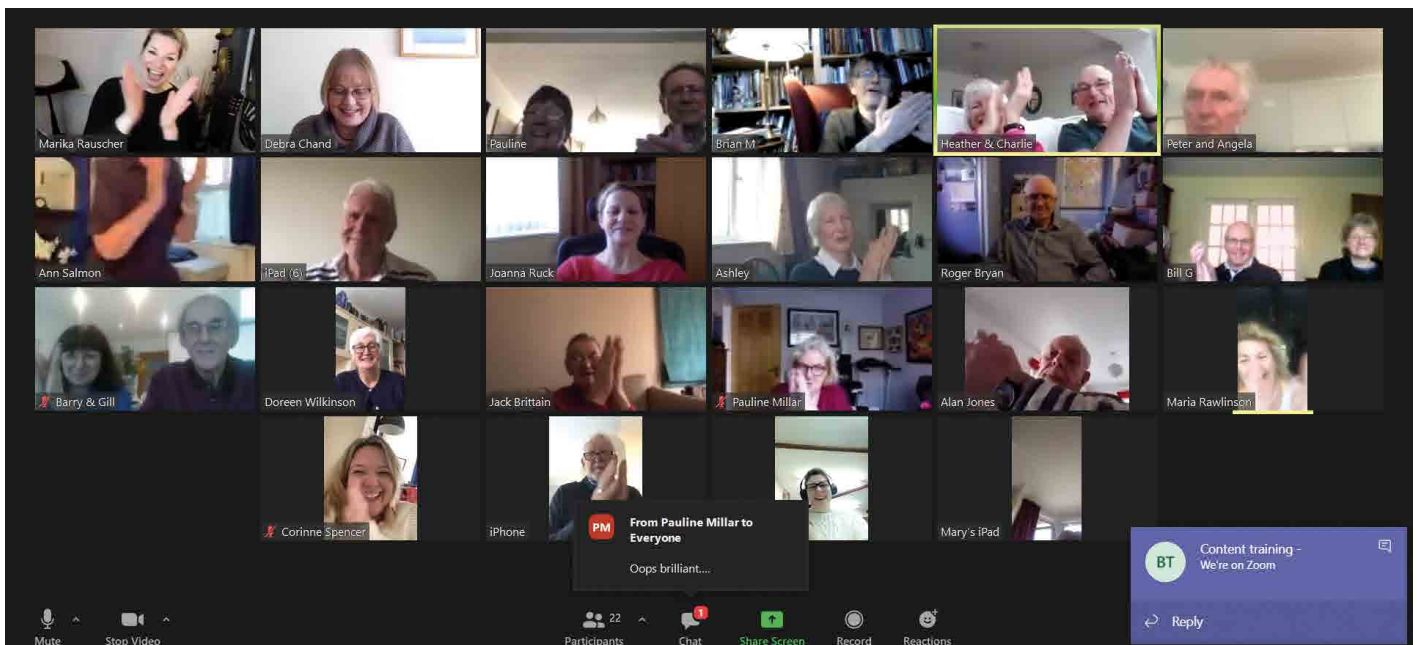 Marika Rauscher
Debra Chand
Pauline
Brian M
Heather & Charlie
Peter and Angela
Ann Salmon
iPad (6)
Joanna Ruck
Ashley
Roger Bryan
Bill G
Barry & Gill
Doreen Wilkinson
Jack Brittain
Pauline Millar
Alan Jones
Maria Rawlinson
Corinne Spencer
iPhone
Mary's iPad
PM
From Pauline Millar to
Everyone
Oops brilliant....
BT
Content training -
We're on Zoom
Reply
Mute
Stop Video
22
Participants
1
Chat
Share Screen
Record
Reactions